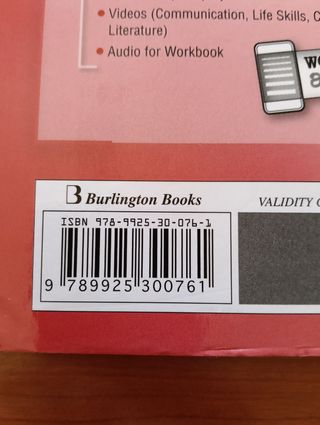 • Videos (Communication, Life Skills, C
Literature)
• Audio for Workbook
Burlington Books
VALIDITY
ISBN 978-9925-30-076-1
9 789925 300761